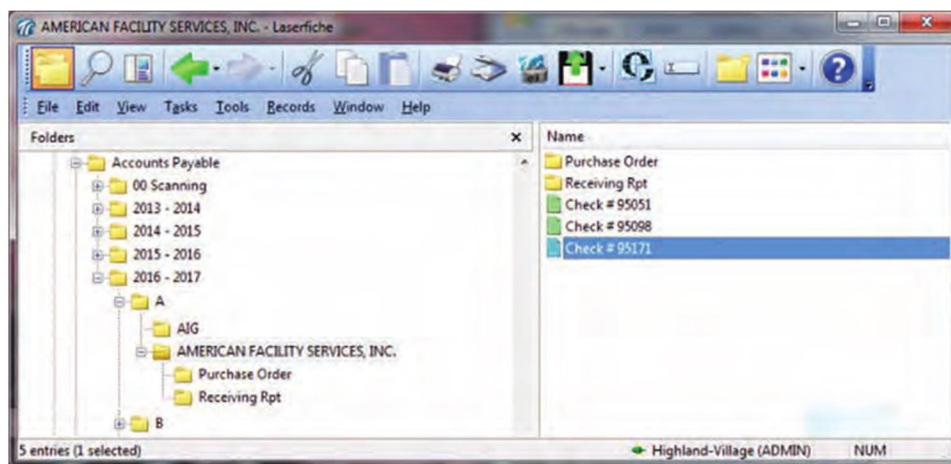 AMERICAN FACILITY SERVICES, INC. - Laserfiche
File Edit View Tasks Tools Records Window Help
Folders
Accounts Payable
00 Scanning
2013 - 2014
2014 - 2015
2015 - 2016
2016 - 2017
A
AIG
AMERICAN FACILITY SERVICES, INC.
Purchase Order
Receiving Rpt
B
Name
Purchase Order
Receiving Rpt
Check # 95051
Check # 95098
Check # 95171
5 entries (1 selected)
Highland-Village (ADMIN) NUM